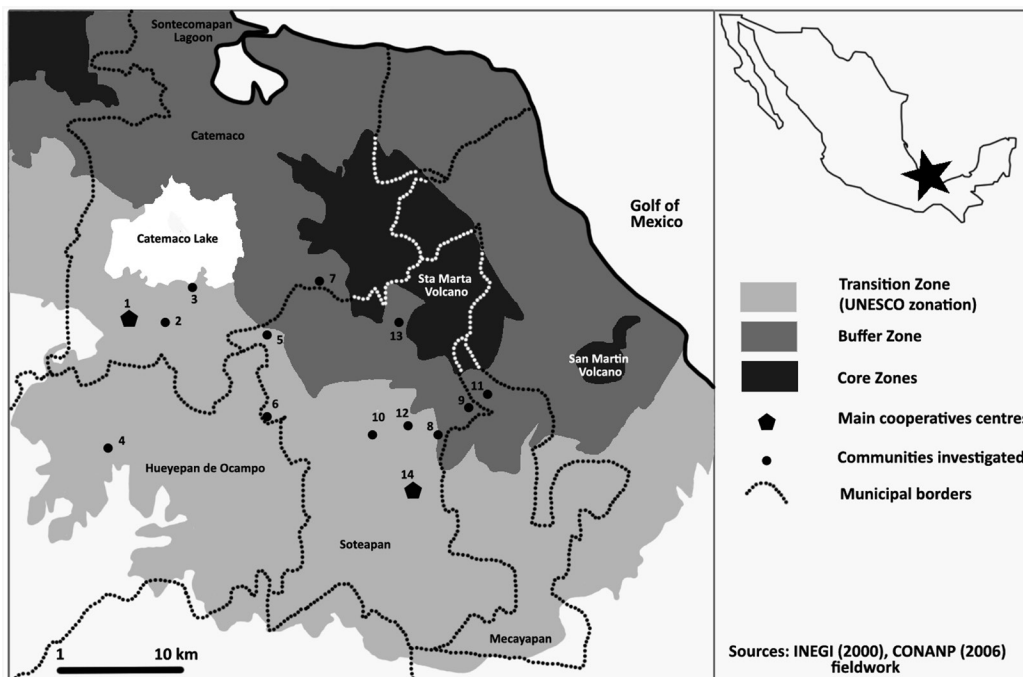 Sontecomapan
Lagoon
Catemaco
Catemaco Lake
Golf of
Mexico
Sta Marta
Volcano
San Martin
Volcano
1
2
3
4
5
6
7
8
9
10
11
12
13
14
Hueyepan de Ocampo
Soteapan
Mecayapan
1 10 km
Transition Zone
(UNESCO zonation)
Buffer Zone
Core Zones
Main cooperatives centres
Communities investigated
Municipal borders
Sources: INEGI (2000), CONANP (2006)
fieldwork